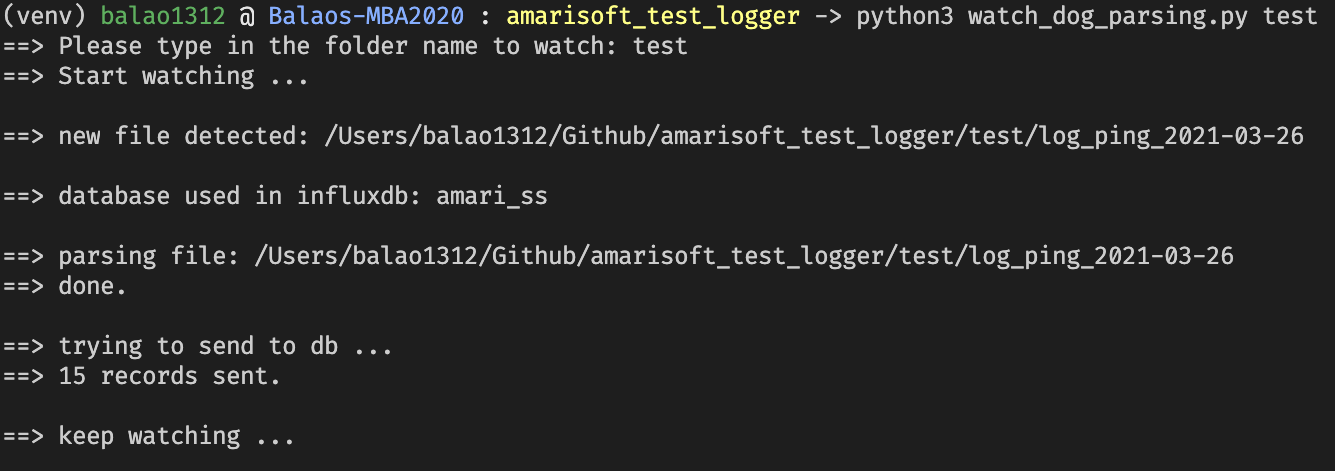 (venv) balao1312 @ Balaos-MBA2020 : amarisoft_test_logger -> python3 watch_dog_parsing.py test
==> Please type in the folder name to watch: test
==> Start watching ...
==> new file detected: /Users/balao1312/Github/amarisoft_test_logger/test/log_ping_2021-03-26
==> database used in influxdb: amari_ss
==> parsing file: /Users/balao1312/Github/amarisoft_test_logger/test/log_ping_2021-03-26
==> done.
==> trying to send to db ...
==> 15 records sent.
==> keep watching ...